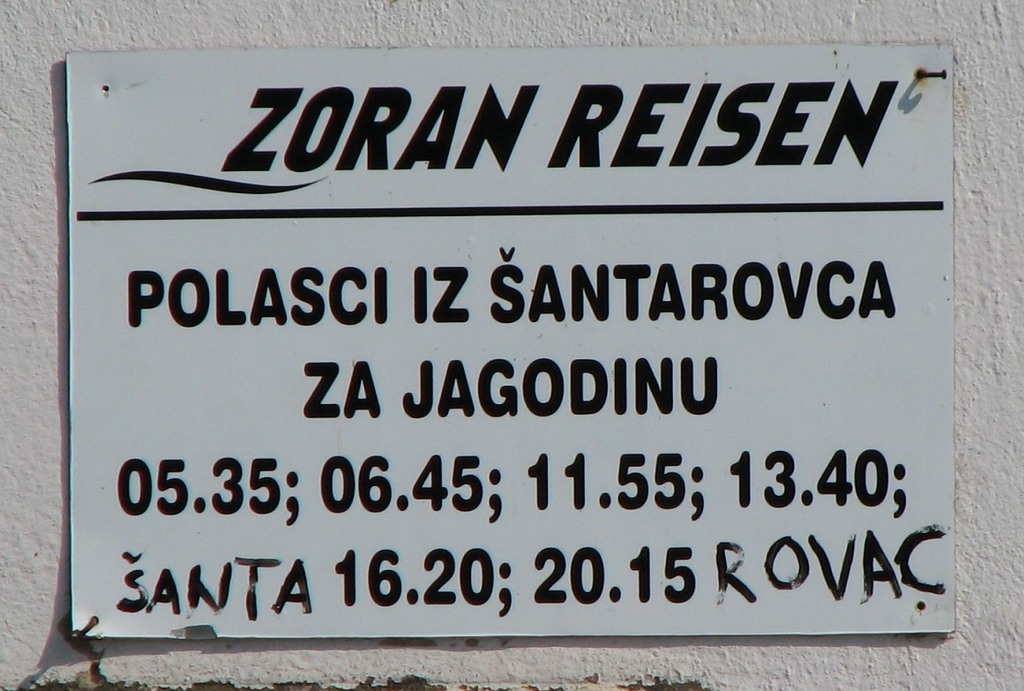 ZORAN REISEN
POLASCI IZ ŠANTAROVCA
ZA JAGODINU
05.35; 06.45; 11.55; 13.40;
ŠANTA 16.20; 20.15 ROVAC